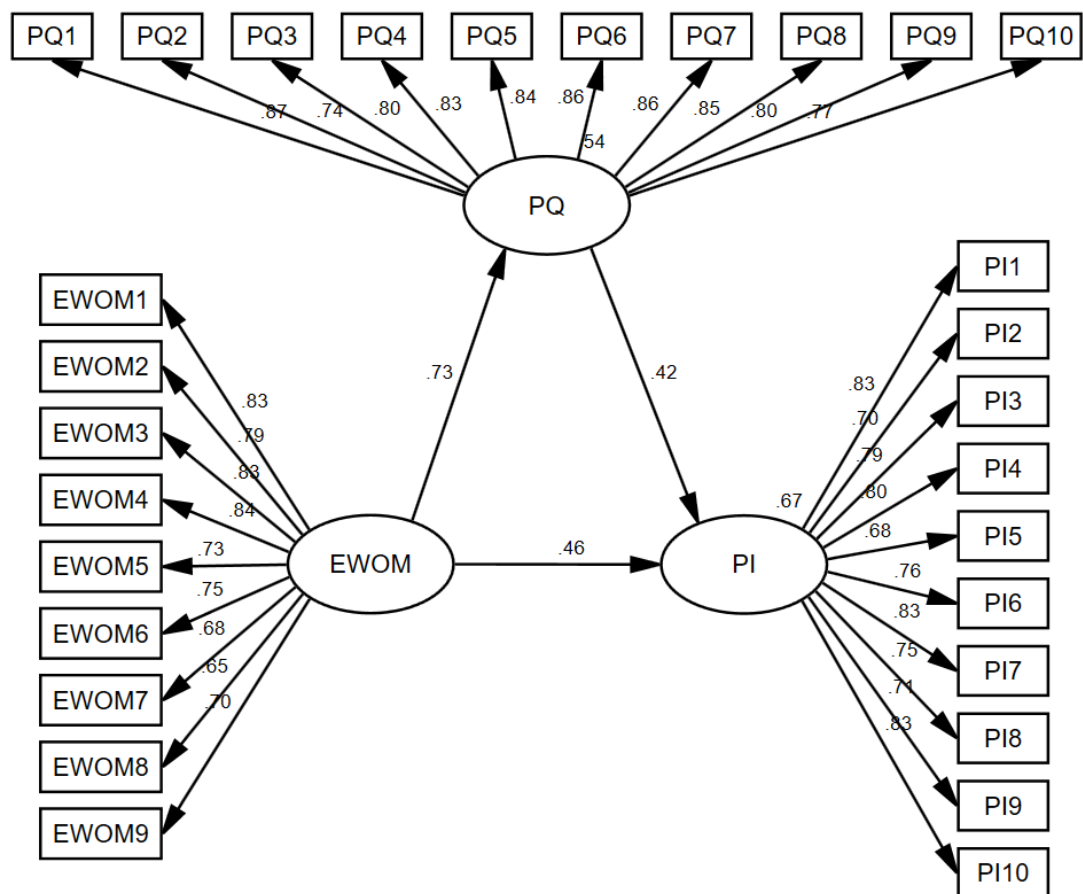 PQ1 PQ2 PQ3 PQ4 PQ5 PQ6 PQ7 PQ8 PQ9 PQ10
.87 .74 .80 .83 .84 .86 .86 .85 .80 .77
.54
PQ
EWOM1
EWOM2
EWOM3
EWOM4
EWOM5
EWOM6
EWOM7
EWOM8
EWOM9
.83
.79
.83
.84
.73
.75
.68
.65
.70
EWOM
.73
.42
.46
.67
PI
.83
.70
.79
.80
.68
.76
.83
.75
.71
.83
PI1
PI2
PI3
PI4
PI5
PI6
PI7
PI8
PI9
PI10